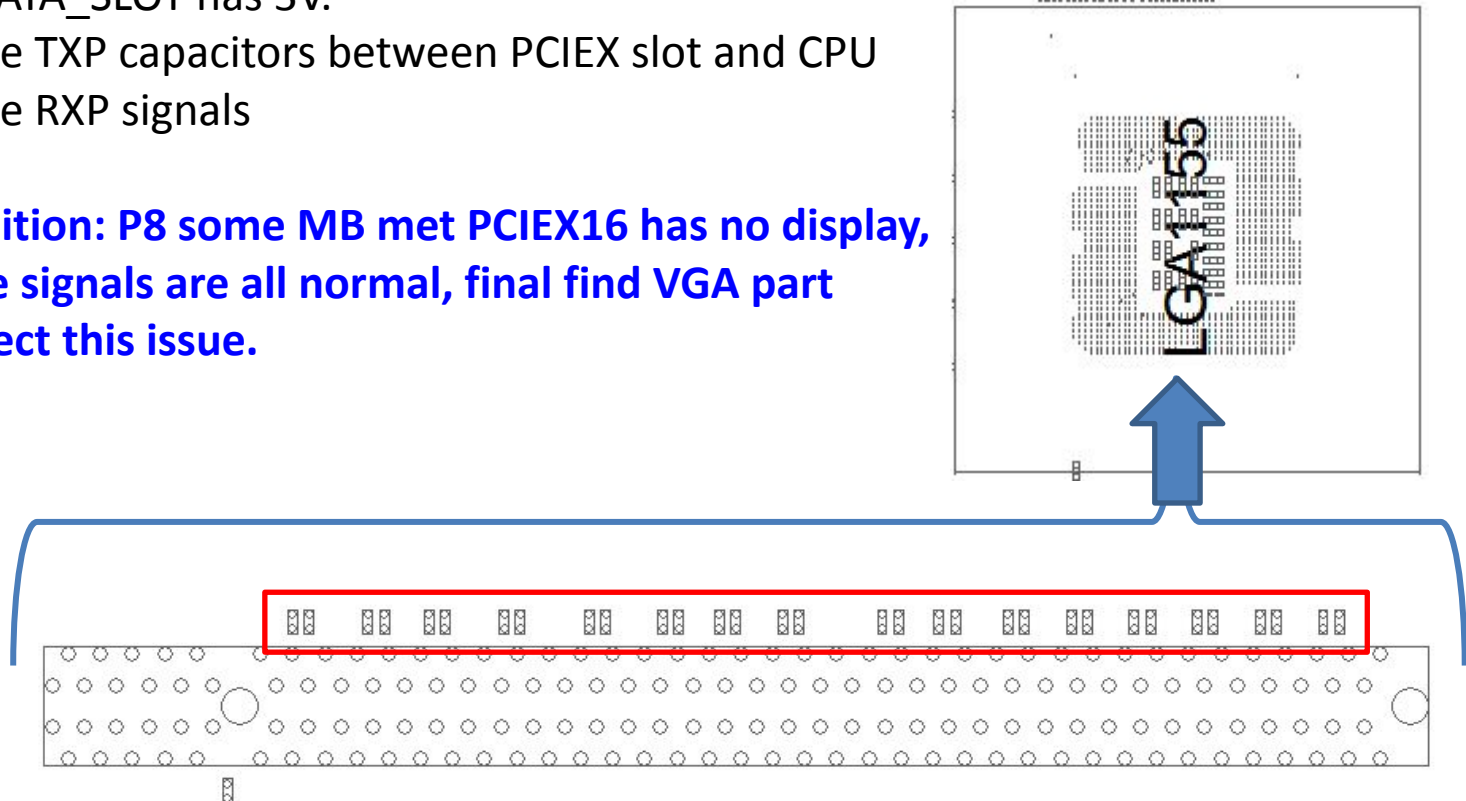 ATA_SLOT has 3V.
e TXP capacitors between PCIEX slot and CPU
e RXP signals
ition: P8 some MB met PCIEX16 has no display,
e signals are all normal, final find VGA part
ect this issue.
LGA1155